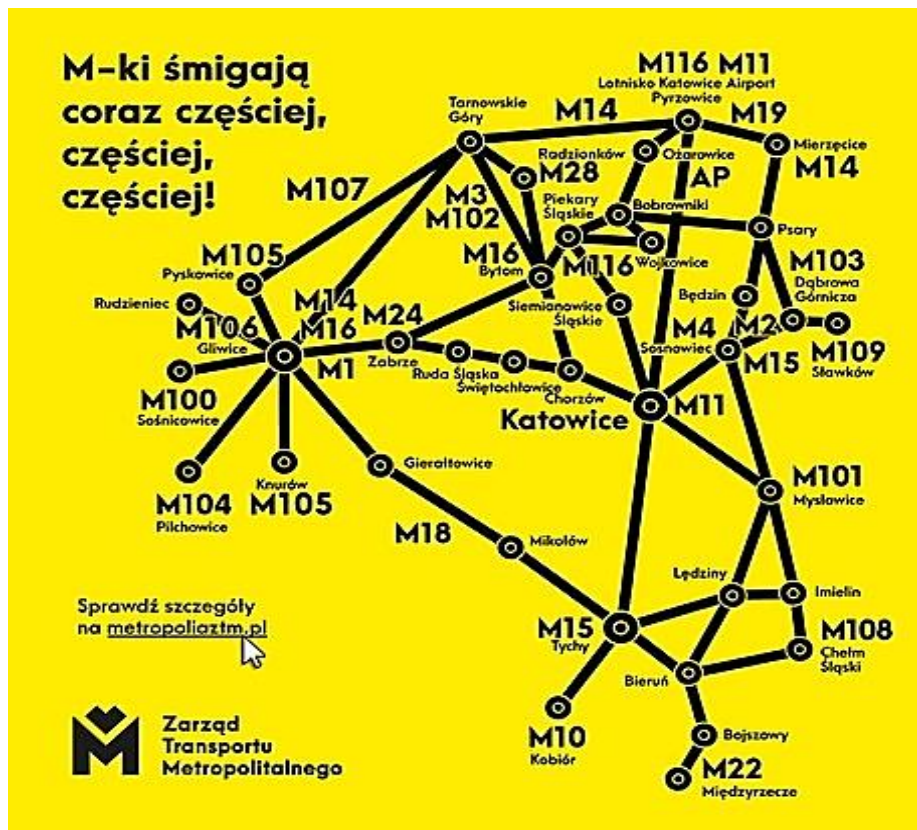 M-ki śmigają
coraz częściej,
częściej,
częściej!
M116 M11
Lotnisko Katowice Airport
Pyrzowice
Tarnowskie
Góry
M14
M19
Radzionków
Ożarowice
Mierzęcice
M28
M14
M107
M3
M102
AP
Piekary
Śląskie
Bobrowniki
Psary
M105
Pyskowice
M16
Bytom
M116
Wojkowice
M103
Dąbrowa
Górnicza
Rudzieniec
M14
Będzin
Siemianowice
Śląskie
M106
Gliwice
M16
M24
Zabrze
M4
M2
Sosnowiec
M1
Ruda Śląska
M15
M109
Sławków
Świętochłowice
Chorzów
M100
Sośnicowice
Katowice
M11
Gierałtowice
M101
Mysłowice
M104
Pilchowice
Knurów
M105
M18
Mikołów
Lędziny
Imielin
Sprawdź szczegóły
na metropoliaztm.pl
M15
Tychy
M108
Chełm
Śląski
Bieruń
Zarząd
Transportu
Metropolitalnego
M10
Kobiór
Bojszowy
M22
Międzyrzecze